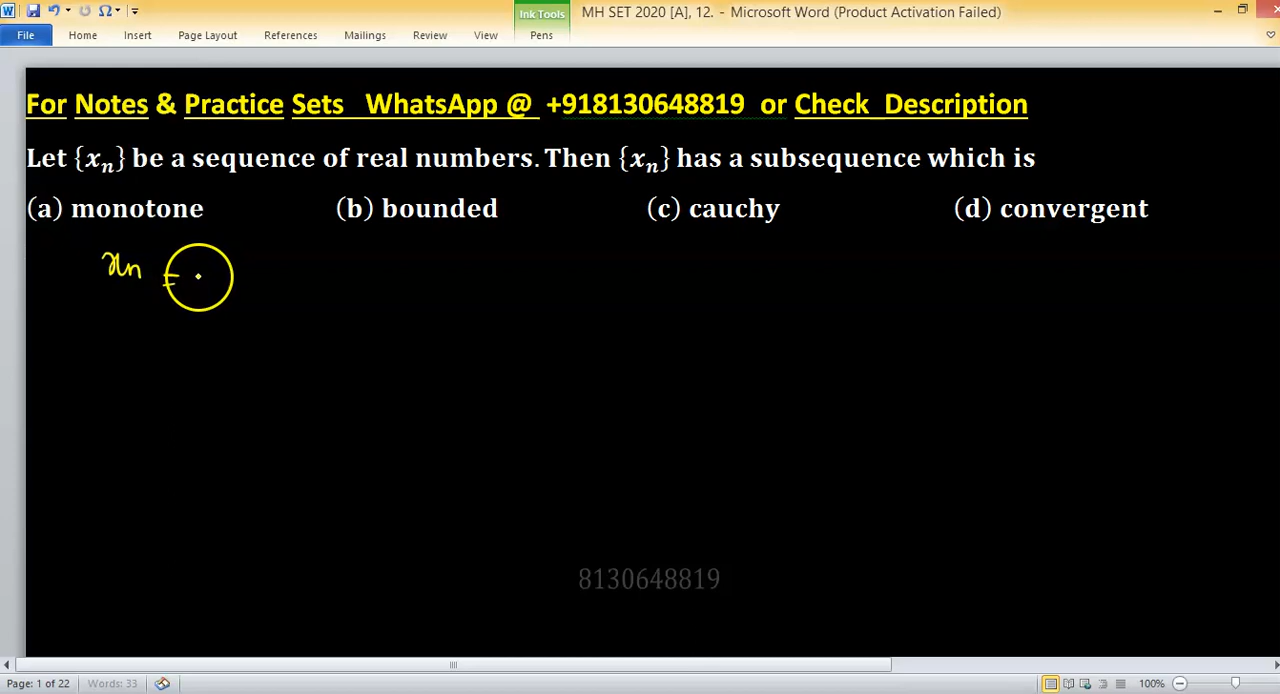 MH SET 2020 [A], 12. - Microsoft Word (Product Activation Failed)
Ink Tools
File Home Insert Page Layout References Mailings Review View Pens
For Notes & Practice Sets WhatsApp @ +918130648819 or Check Description
Let {xₙ} be a sequence of real numbers. Then {xₙ} has a subsequence which is
(a) monotone (b) bounded (c) cauchy (d) convergent
xn =
8130648819
Page: 1 of 22 Words: 33 100%